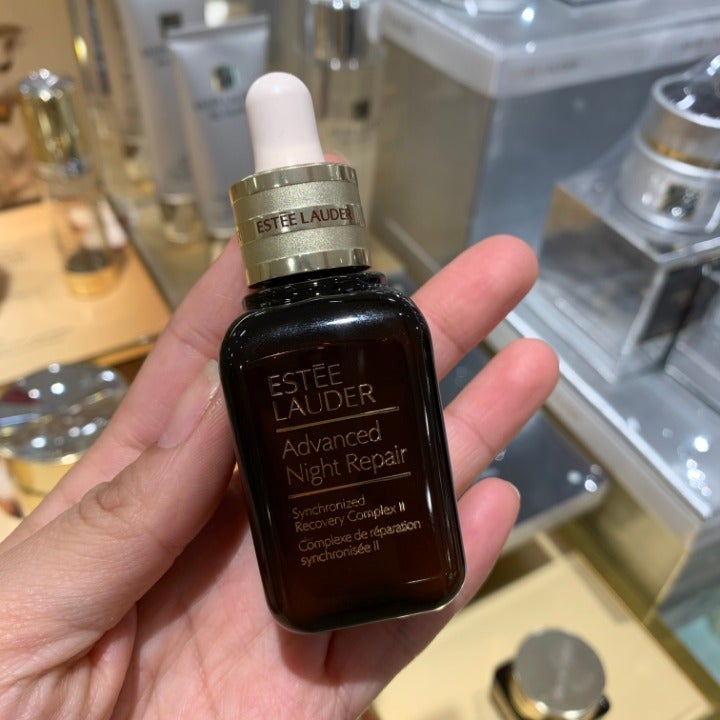 ESTEE LAUDER
ESTĒE
LAUDER
Advanced
Night Repair
Synchronized
Recovery Complex II
Complexe de réparation
synchronisée II